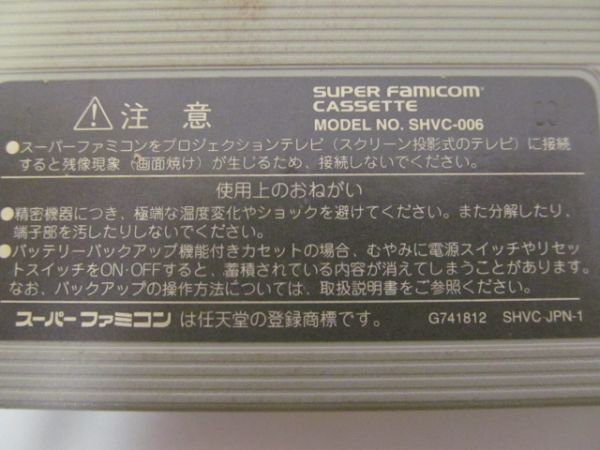 ⚠注意
SUPER FAMICOM
CASSETTE
MODEL NO. SHVC-006
●スーパーファミコンをプロジェクションテレビ（スクリーン投影式のテレビ）に接続
すると残像現象（画面焼け）が生じるため、接続しないでください。
使用上のおねがい
●精密機器につき、極端な温度変化やショックを避けてください。また分解したり、
端子部を汚したりしないでください。
●バッテリーバックアップ機能付きカセットの場合、むやみに電源スイッチやリセッ
トスイッチをON・OFFすると、蓄積されている内容が消えてしまうことがあります。
なお、バックアップの操作方法については、取扱説明書をご参照ください。
スーパーファミコンは任天堂の登録商標です。 G741812 SHVC-JPN-1